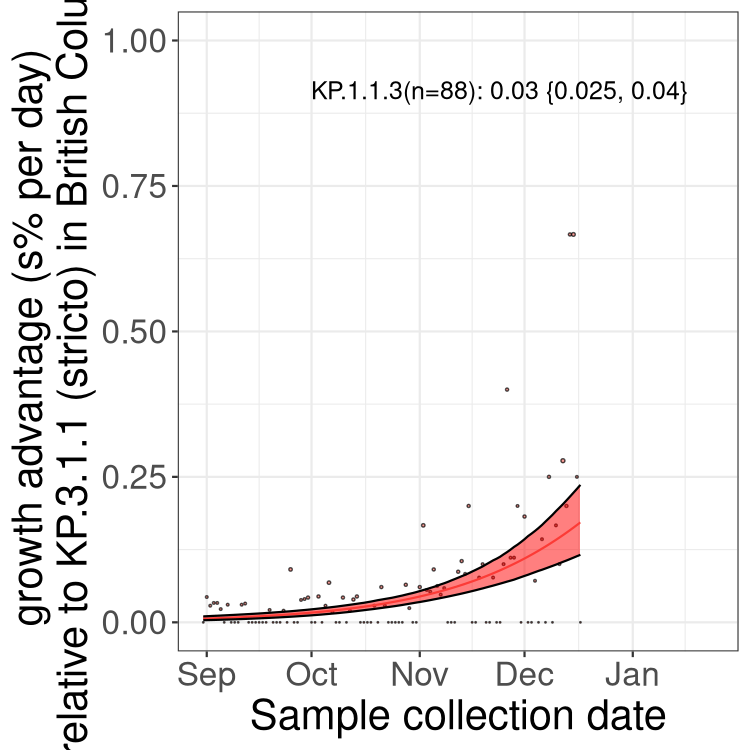 growth advantage (s% per day)
relative to KP.3.1.1 (stricto) in British Colu
1.00
0.75
0.50
0.25
0.00
KP.1.1.3(n=88): 0.03 {0.025, 0.04}
Sep Oct Nov Dec Jan
Sample collection date